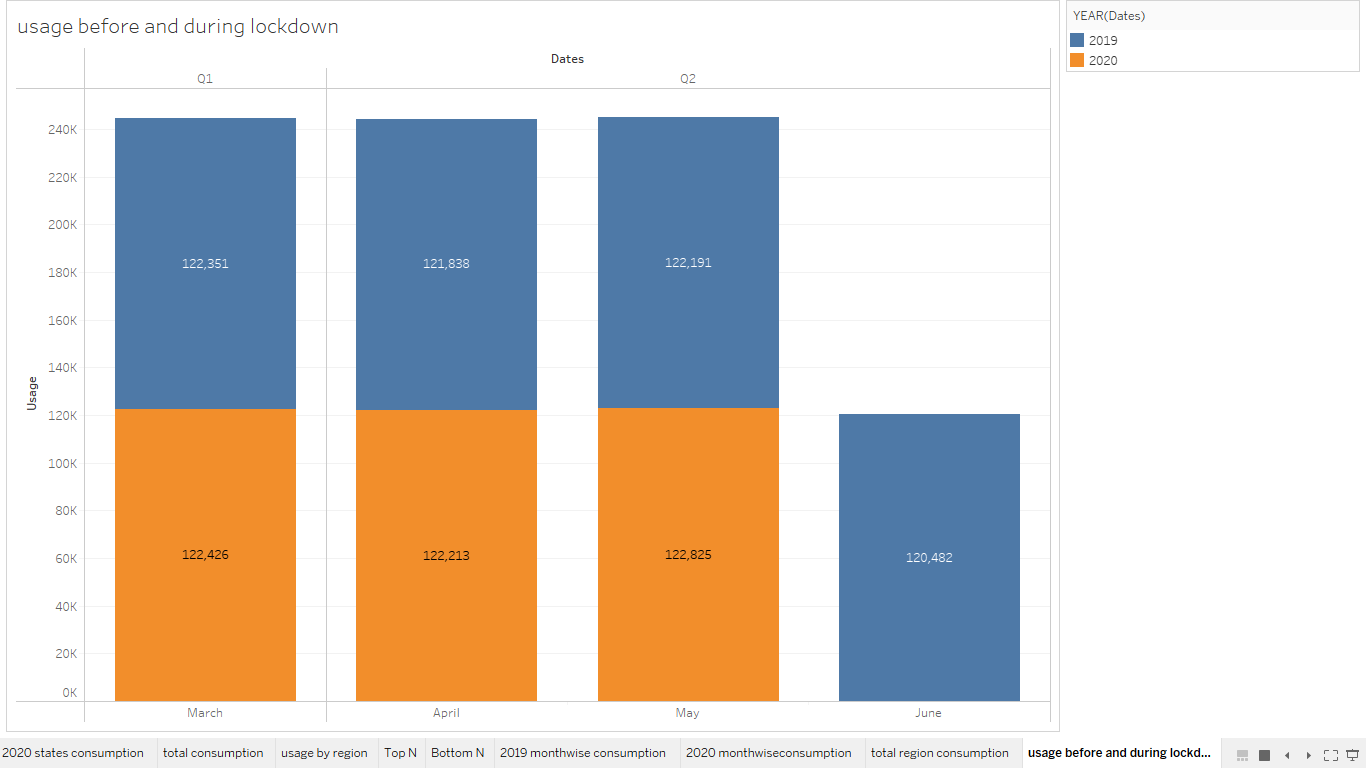 usage before and during lockdown
YEAR(Dates)
2019
2020
Dates
Q1 Q2
240K
220K
200K
180K
160K
140K
120K
100K
80K
60K
40K
20K
0K
Usage
122,351 121,838 122,191
122,426 122,213 122,825 120,482
March April May June
2020 states consumption total consumption usage by region Top N Bottom N 2019 monthwise consumption 2020 monthwiseconsumption total region consumption usage before and during lockd...